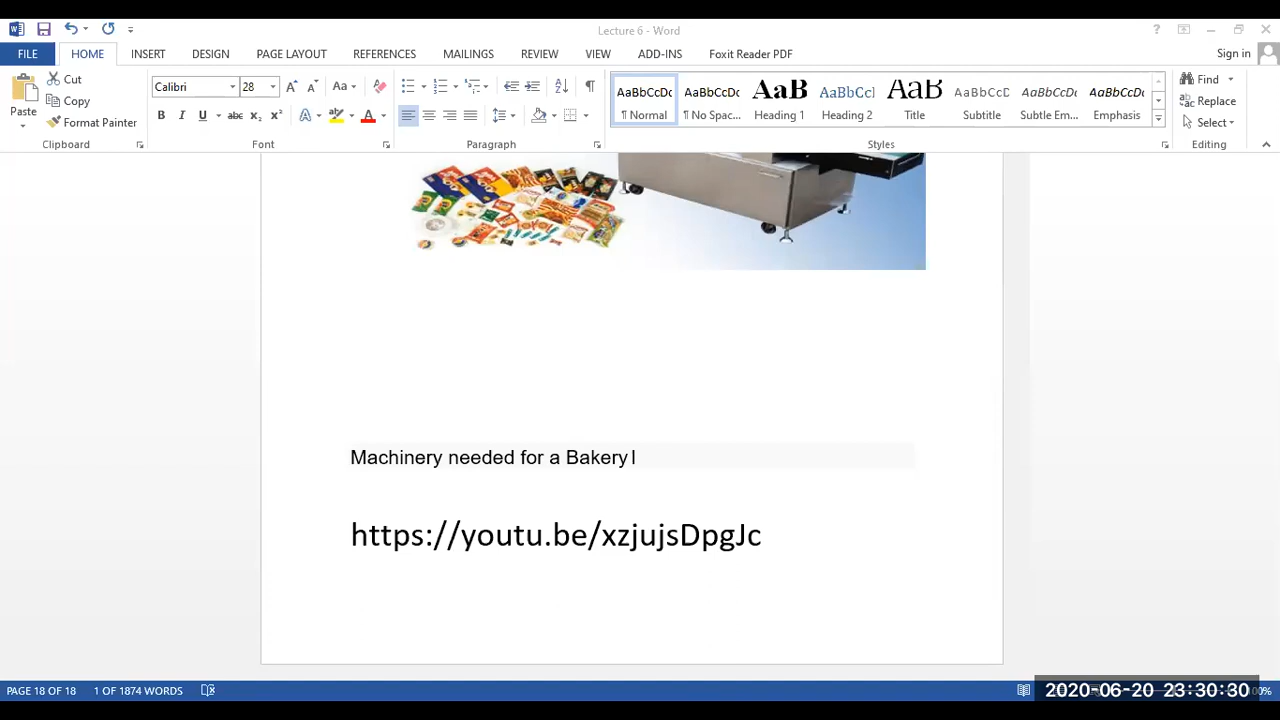 Lecture 6 - Word
FILE HOME INSERT DESIGN PAGE LAYOUT REFERENCES MAILINGS REVIEW VIEW ADD-INS Foxit Reader PDF Sign in
Paste
Cut
Copy
Format Painter
Clipboard
Calibri 28
Font
Paragraph
AaBbCcDc AaBbCcDc AaB AaBbCcI AaB AaBbCcD AaBbCcDc AaBbCcDc
¶ Normal ¶ No Spac... Heading 1 Heading 2 Title Subtitle Subtle Em... Emphasis
Styles
Find
Replace
Select
Editing
Machinery needed for a Bakery
https://youtu.be/xzjujsDpgJc
PAGE 18 OF 18 1 OF 1874 WORDS
2020-06-20 23:30:30